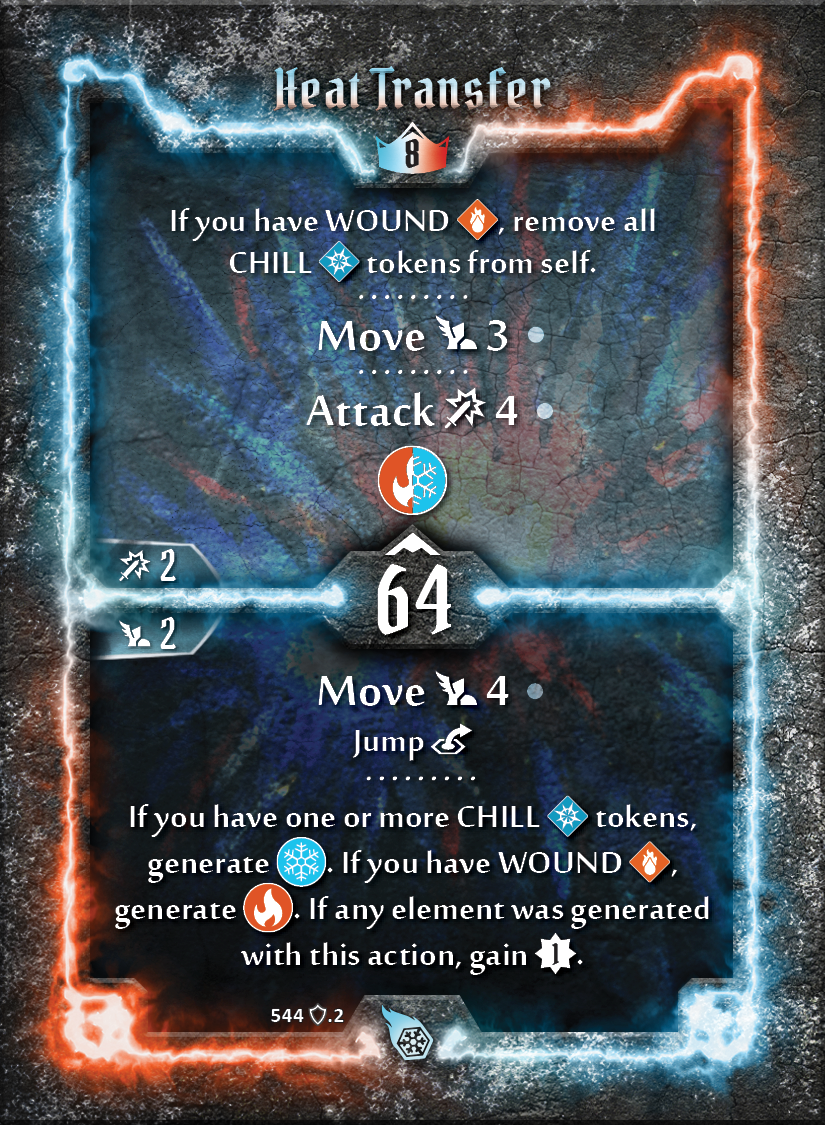 Heat Transfer
8
If you have WOUND , remove all
CHILL tokens from self.
Move 3
Attack 4
2
64
2
Move 4
Jump
If you have one or more CHILL tokens,
generate . If you have WOUND ,
generate . If any element was generated
with this action, gain 1.
544 .2